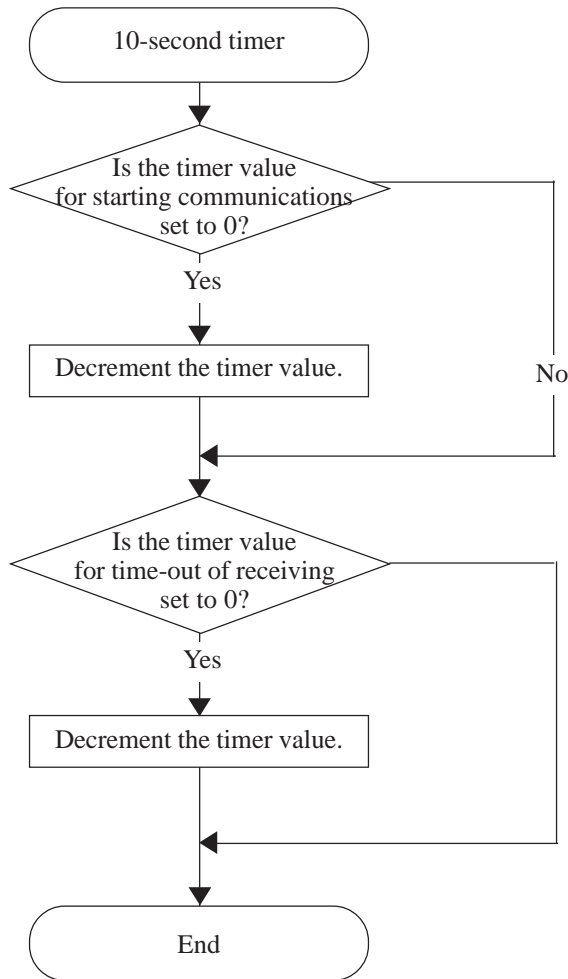 10-second timer
Is the timer value
for starting communications
set to 0?
Yes
Decrement the timer value.
No
Is the timer value
for time-out of receiving
set to 0?
Yes
Decrement the timer value.
End